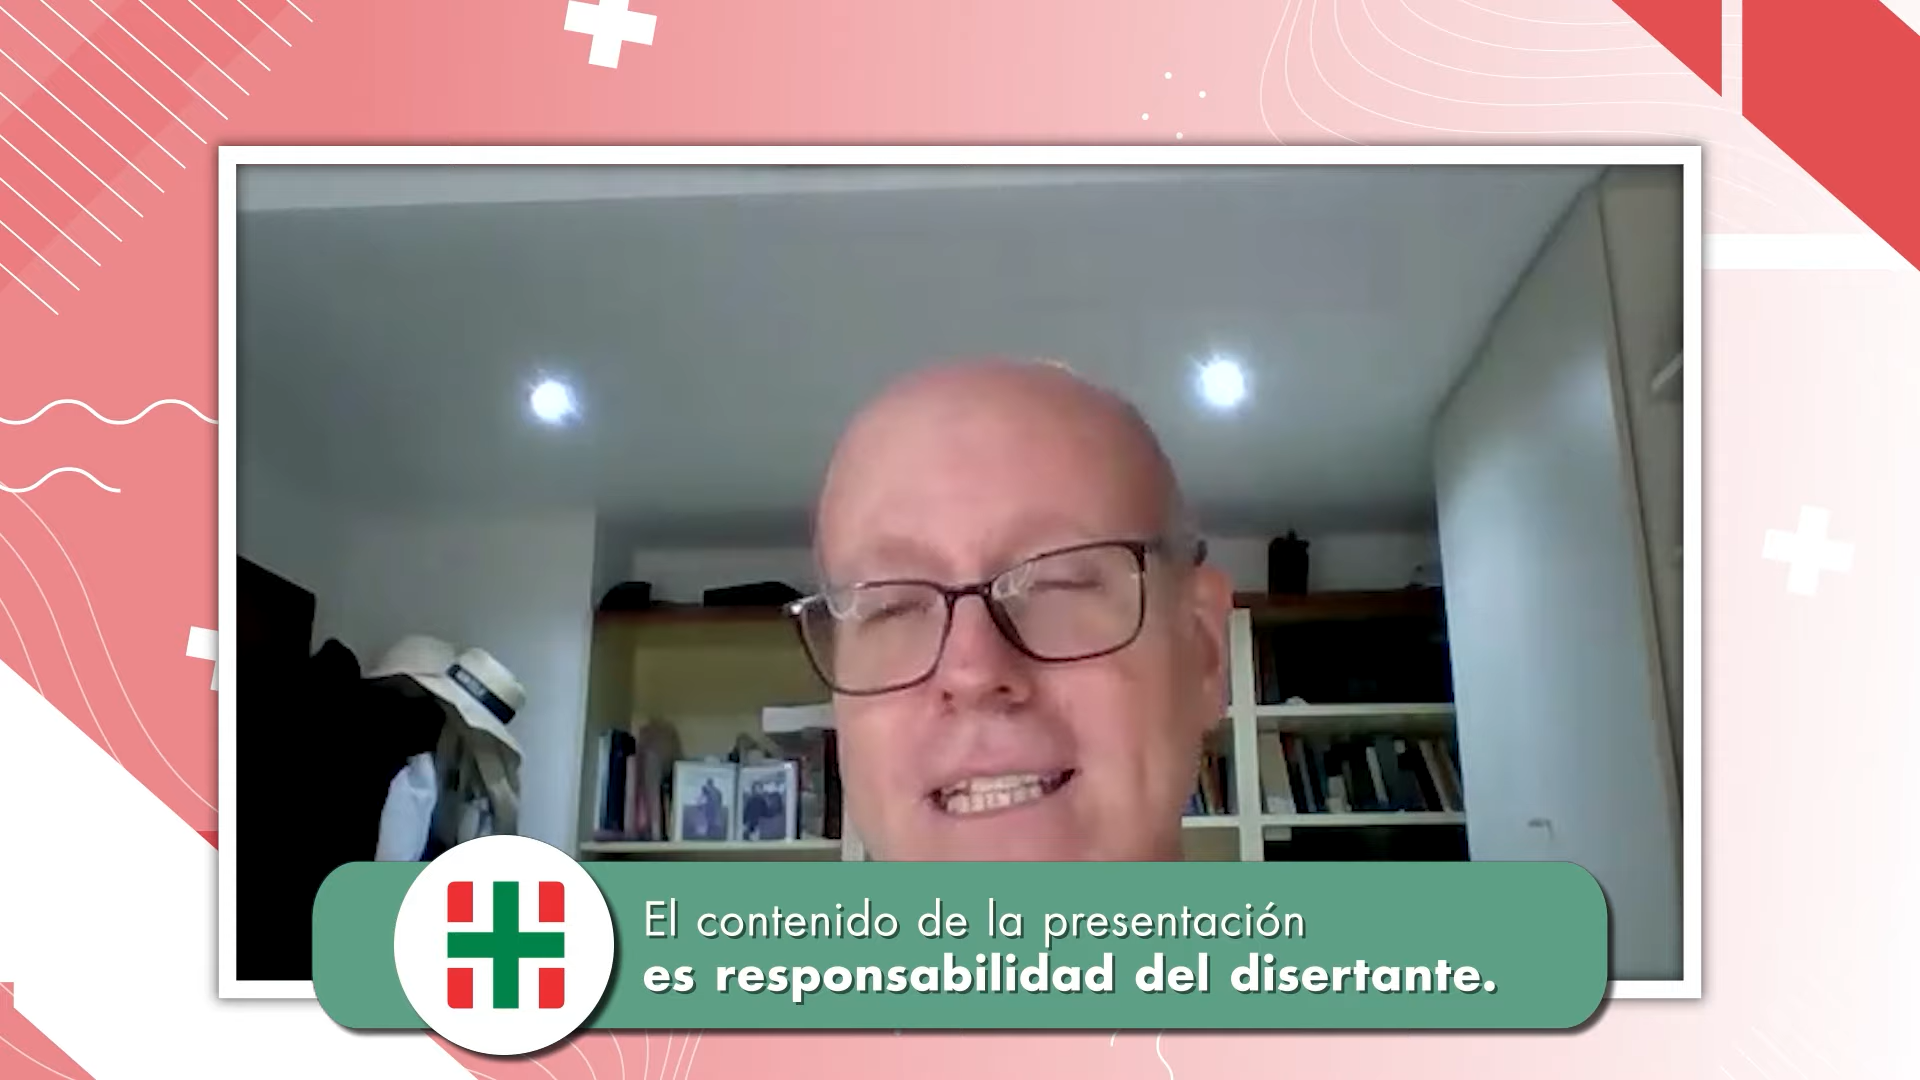 El contenido de la presentación
es responsabilidad del disertante.